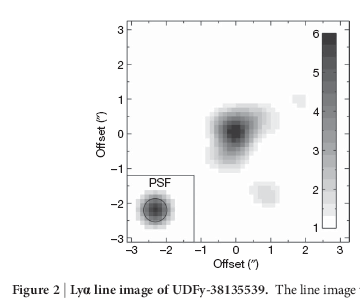 3
2
1
0
−1
−2
−3
Offset (″)
−3 −2 −1 0 1 2 3
Offset (″)
PSF
6
5
4
3
2
1
Figure 2 | Lyα line image of UDFy-38135539. The line image